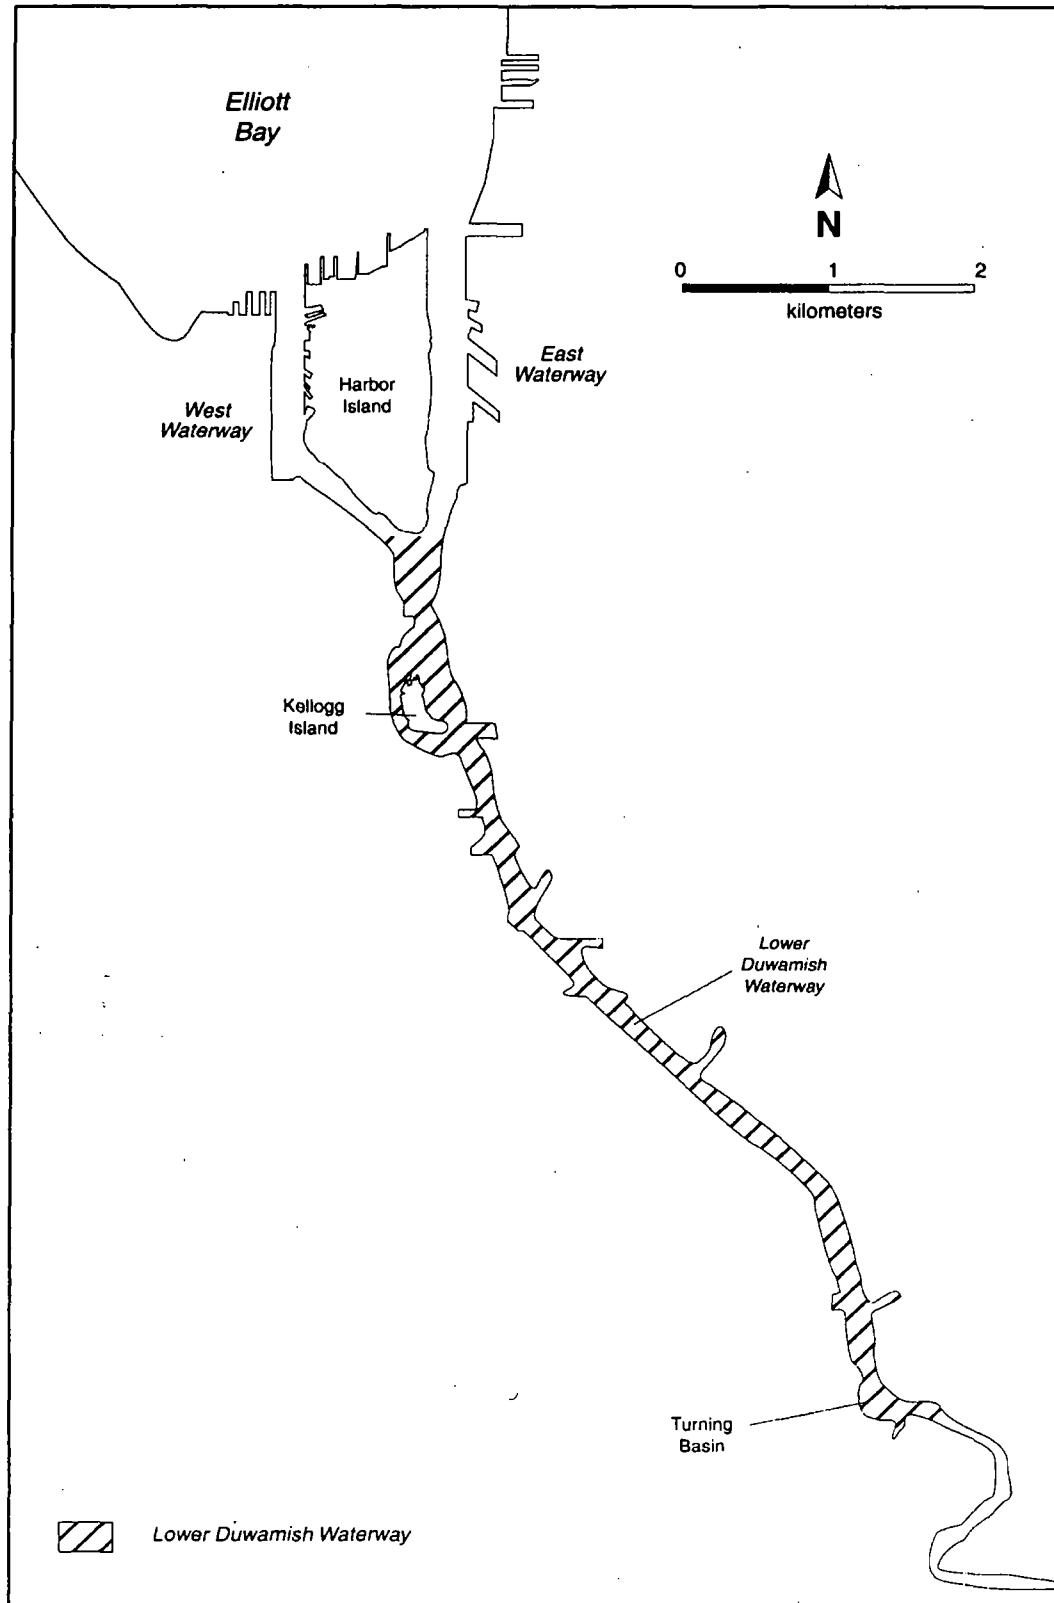 Elliott
Bay
N
0 1 2
kilometers
East
Waterway
Harbor
Island
West
Waterway
Kellogg
Island
Lower
Duwamish
Waterway
Turning
Basin
Lower Duwamish Waterway